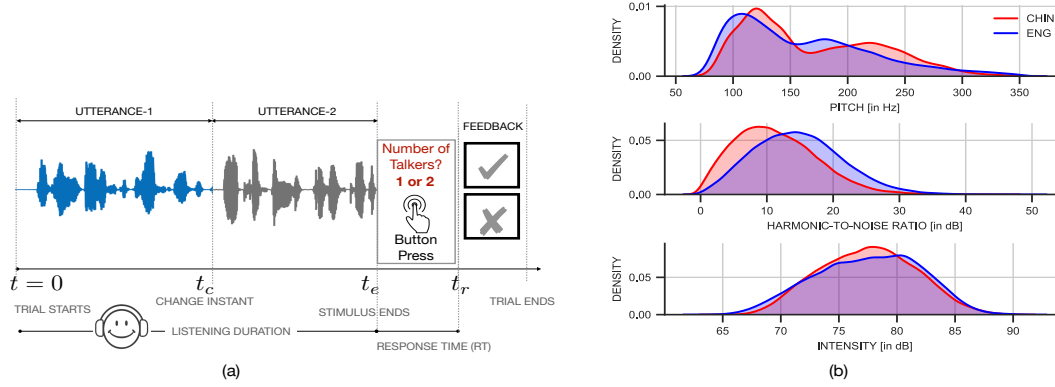 UTTERANCE-1
UTTERANCE-2
FEEDBACK
Number of
Talkers?
1 or 2
Button
Press
t = 0
t_c
t_e
t_r
TRIAL STARTS
CHANGE INSTANT
STIMULUS ENDS
TRIAL ENDS
LISTENING DURATION
RESPONSE TIME (RT)
(a)
DENSITY
0.01
0.00
CHIN
ENG
50 100 150 200 250 300 350
PITCH [in Hz]
DENSITY
0.05
0.00
0 10 20 30 40 50
HARMONIC-TO-NOISE RATIO [in dB]
DENSITY
0.05
0.00
65 70 75 80 85 90
INTENSITY [in dB]
(b)